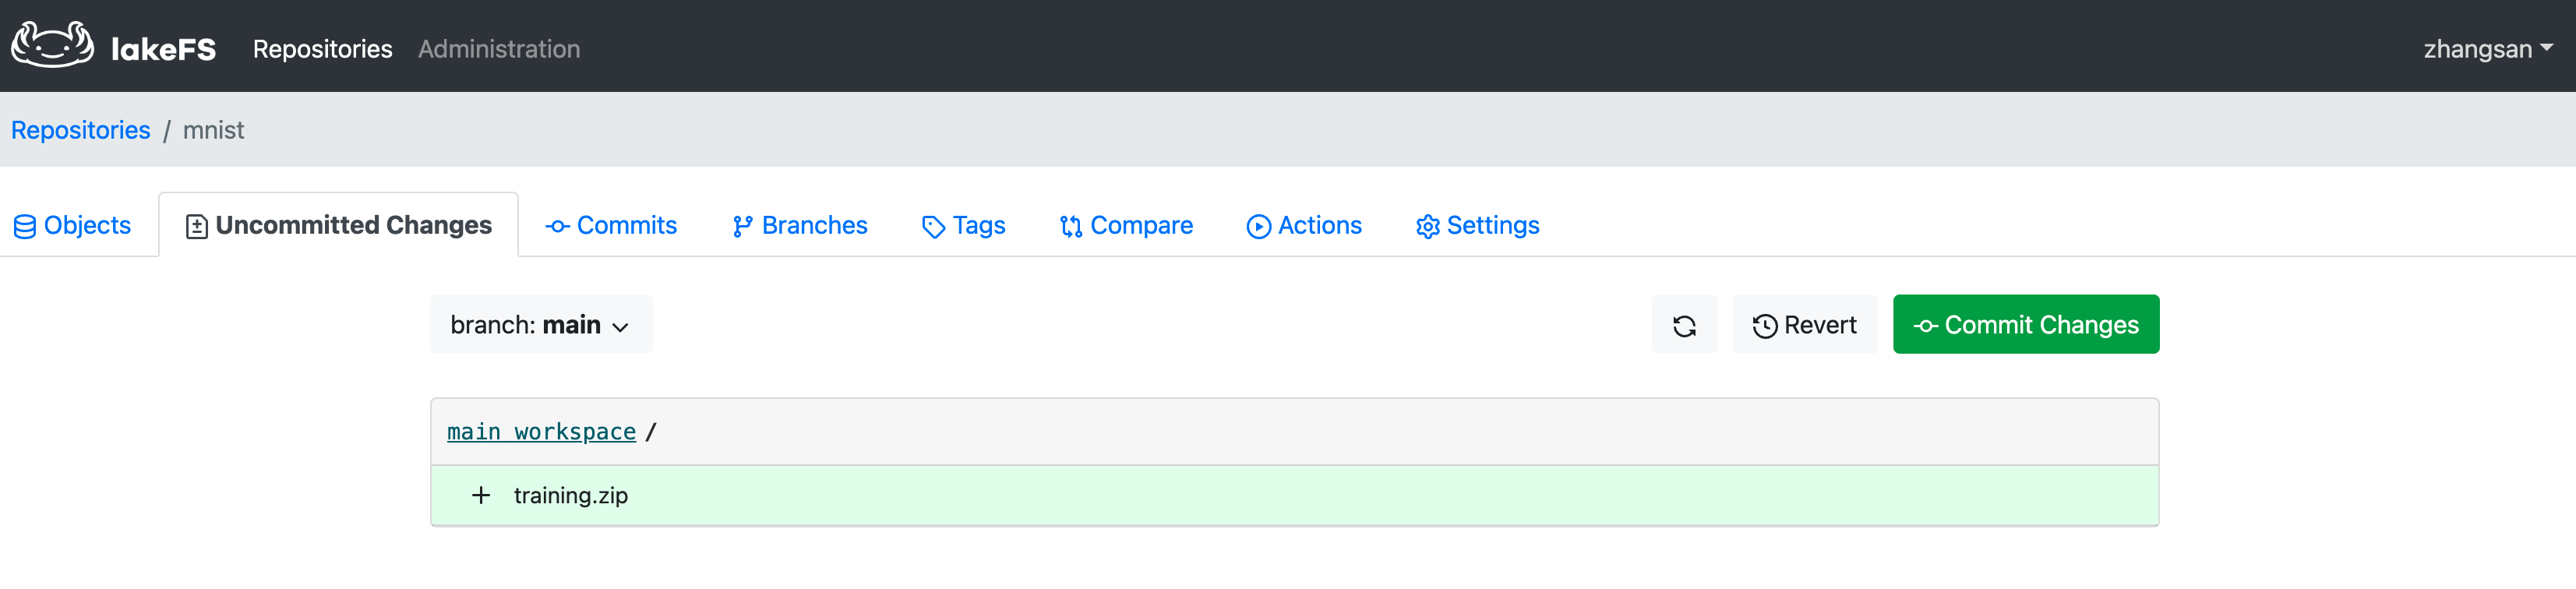 lakeFS Repositories Administration zhangsan
Repositories / mnist
Objects Uncommitted Changes Commits Branches Tags Compare Actions Settings
branch: main Revert Commit Changes
main workspace /
+ training.zip